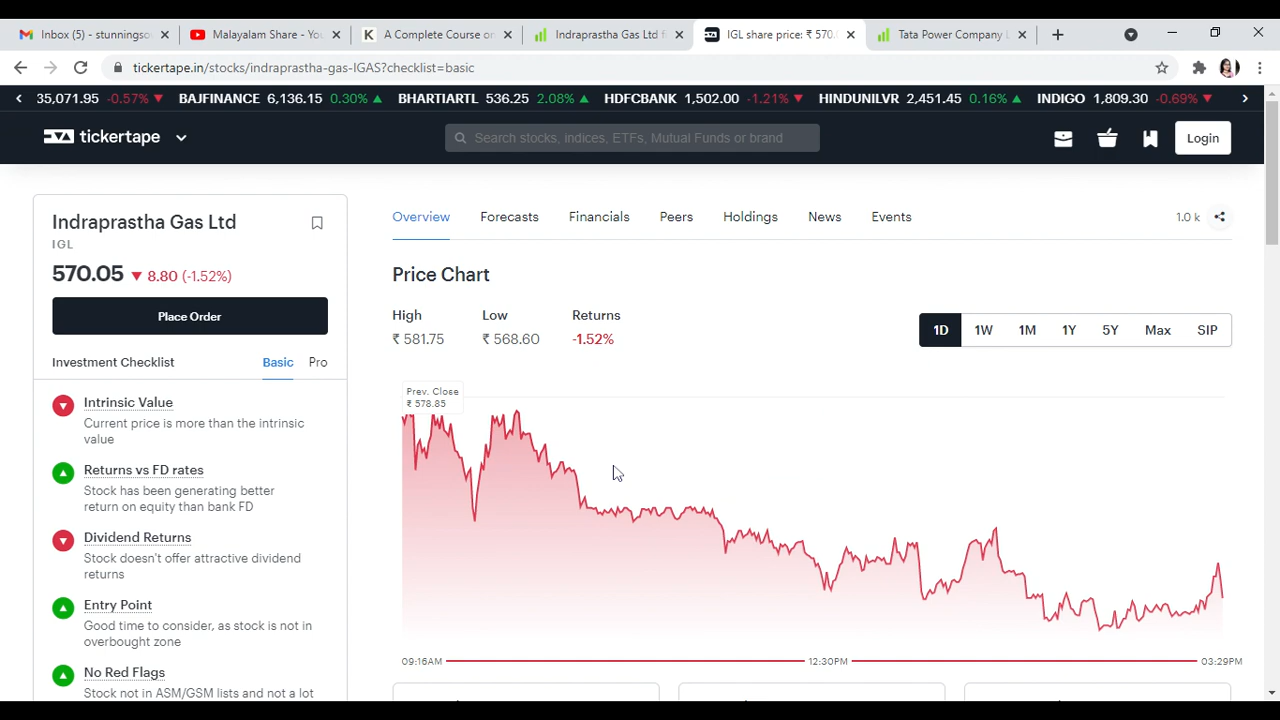 Inbox (5) - stunningso
Malayalam Share - You
A Complete Course on
Indraprastha Gas Ltd fi
IGL share price: ₹ 570.0
Tata Power Company L
tickertape.in/stocks/indraprastha-gas-IGAS?checklist=basic
35,071.95 -0.57% BAJFINANCE 6,136.15 0.30% BHARTIARTL 536.25 2.08% HDFCBANK 1,502.00 -1.21% HINDUNILVR 2,451.45 0.16% INDIGO 1,809.30 -0.69%
tickertape
Search stocks, indices, ETFs, Mutual Funds or brand
Login
Indraprastha Gas Ltd
IGL
570.05 8.80 (-1.52%)
Place Order
Investment Checklist Basic Pro
Intrinsic Value
Current price is more than the intrinsic
value
Returns vs FD rates
Stock has been generating better
return on equity than bank FD
Dividend Returns
Stock doesn't offer attractive dividend
returns
Entry Point
Good time to consider, as stock is not in
overbought zone
No Red Flags
Stock not in ASM/GSM lists and not a lot
Overview Forecasts Financials Peers Holdings News Events
1.0 k
Price Chart
High Low Returns
₹ 581.75 ₹ 568.60 -1.52%
1D 1W 1M 1Y 5Y Max SIP
Prev. Close
₹ 578.85
09:16AM 12:30PM 03:29PM